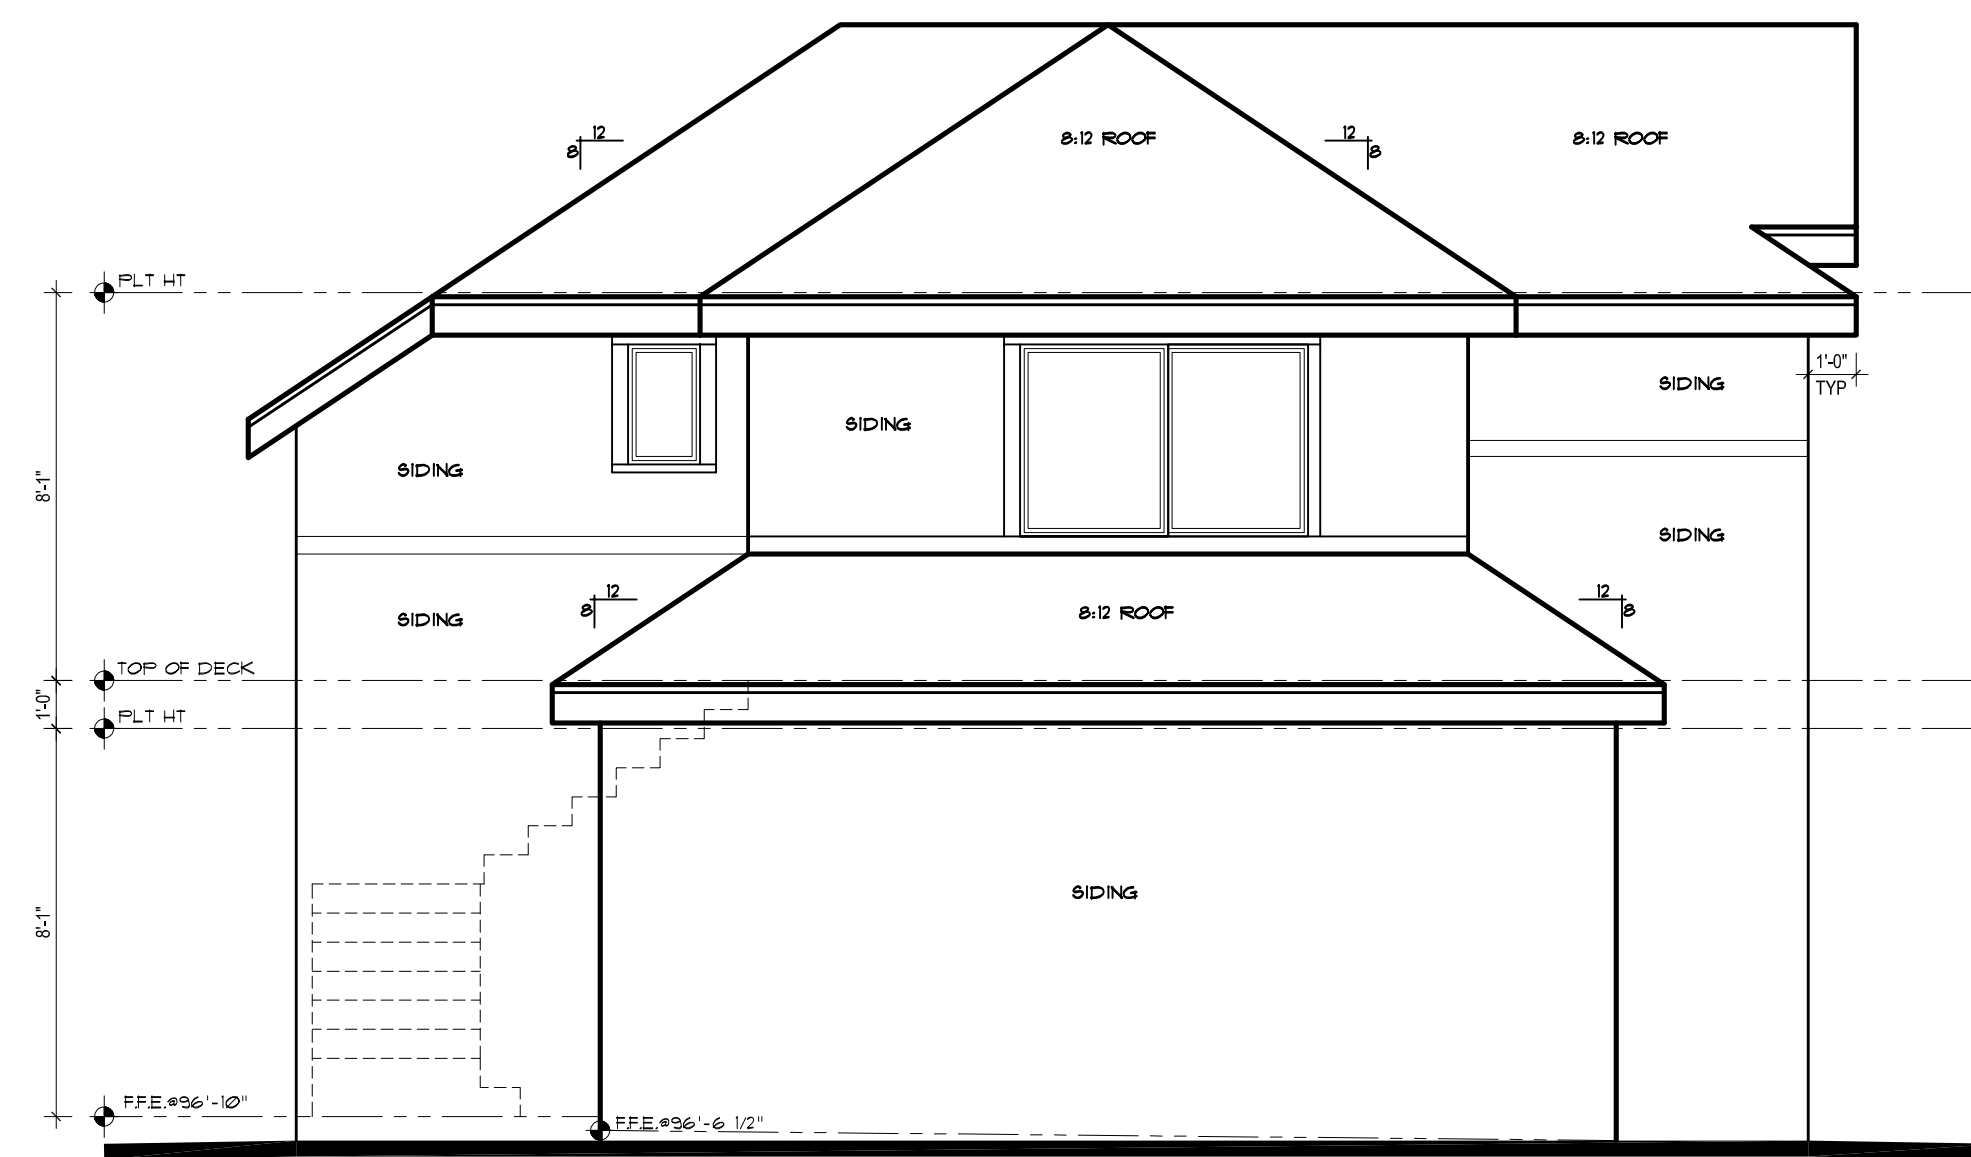 12
8
8:12 ROOF
12
8
8:12 ROOF
PLT HT
1'-0"
TYP
SIDING
SIDING
SIDING
8'-1"
SIDING
12
8
8:12 ROOF
12
8
SIDING
TOP OF DECK
1'-0"
PLT HT
SIDING
8'-1"
F.F.E.@96'-10"
F.F.E.@96'-6 1/2"